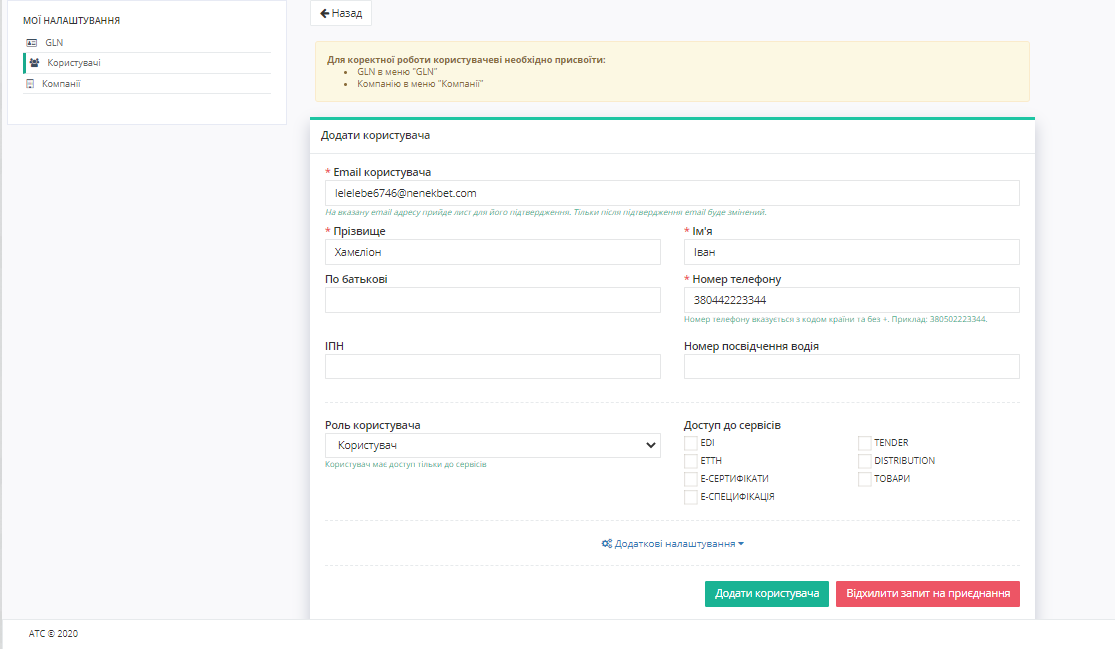 МОЇ НАЛАШТУВАННЯ
GLN
Користувачі
Компанії
Назад
Для коректної роботи користувачеві необхідно присвоїти:
GLN в меню "GLN"
Компанію в меню "Компанії"
Додати користувача
* Email користувача
lelelebe6746@nenekbet.com
На вказану email адресу прийде лист для його підтвердження. Тільки після підтвердження email буде змінений.
* Прізвище
* Ім'я
Хамєліон
Іван
По батькові
* Номер телефону
380442223344
Номер телефону вказується з кодом країни та без +. Приклад: 380502223344.
ІПН
Номер посвідчення водія
Роль користувача
Доступ до сервісів
Користувач
Користувач має доступ тільки до сервісів
EDI
TENDER
ЕТТН
DISTRIBUTION
Е-СЕРТИФІКАТИ
ТОВАРИ
Е-СПЕЦИФІКАЦІЯ
Додаткові налаштування
Додати користувача
Відхилити запит на приєднання
АТС © 2020